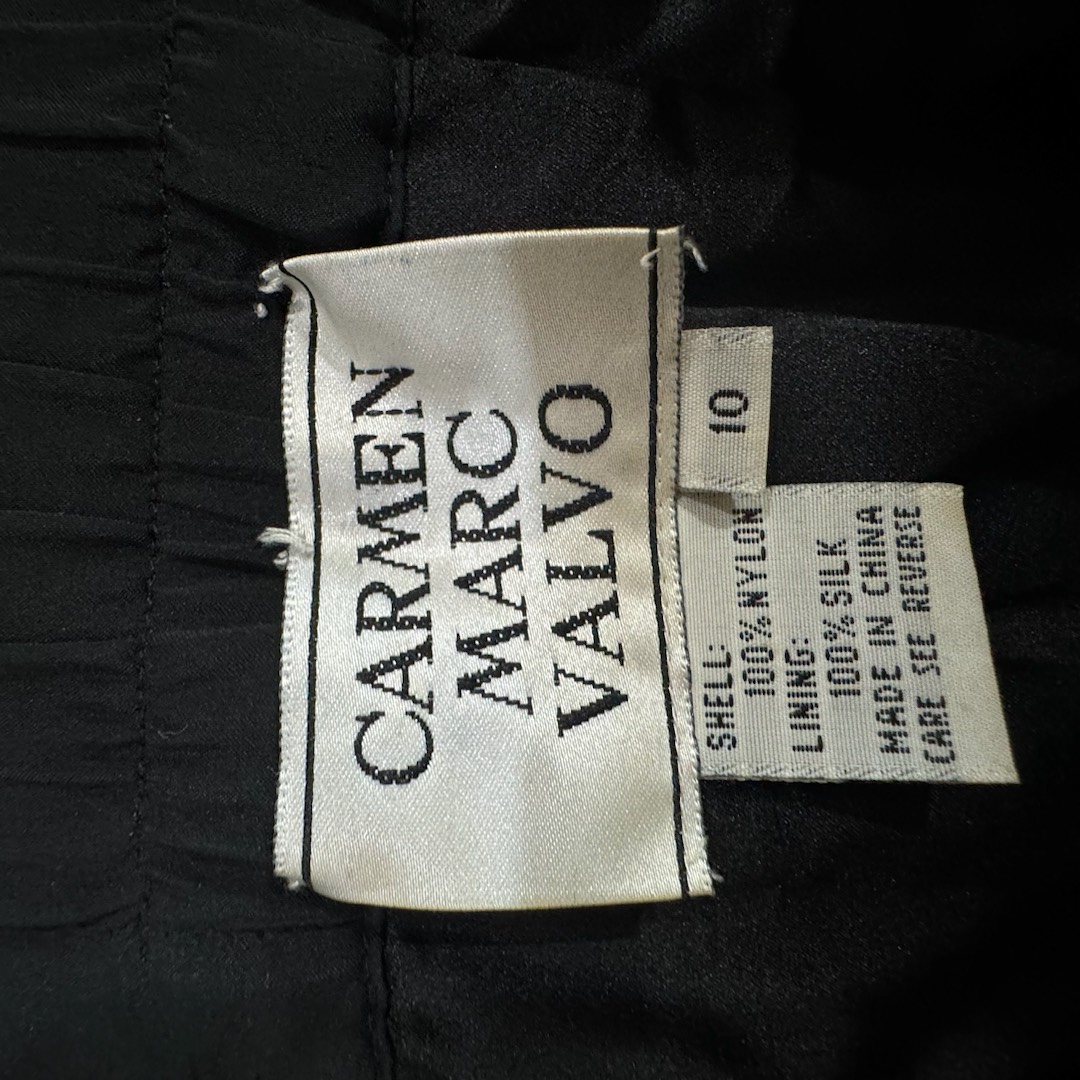 CARMEN
MARC
VALVO
10
SHELL:
100% NYLON
LINING:
100% SILK
MADE IN CHINA
CARE SEE REVERSE